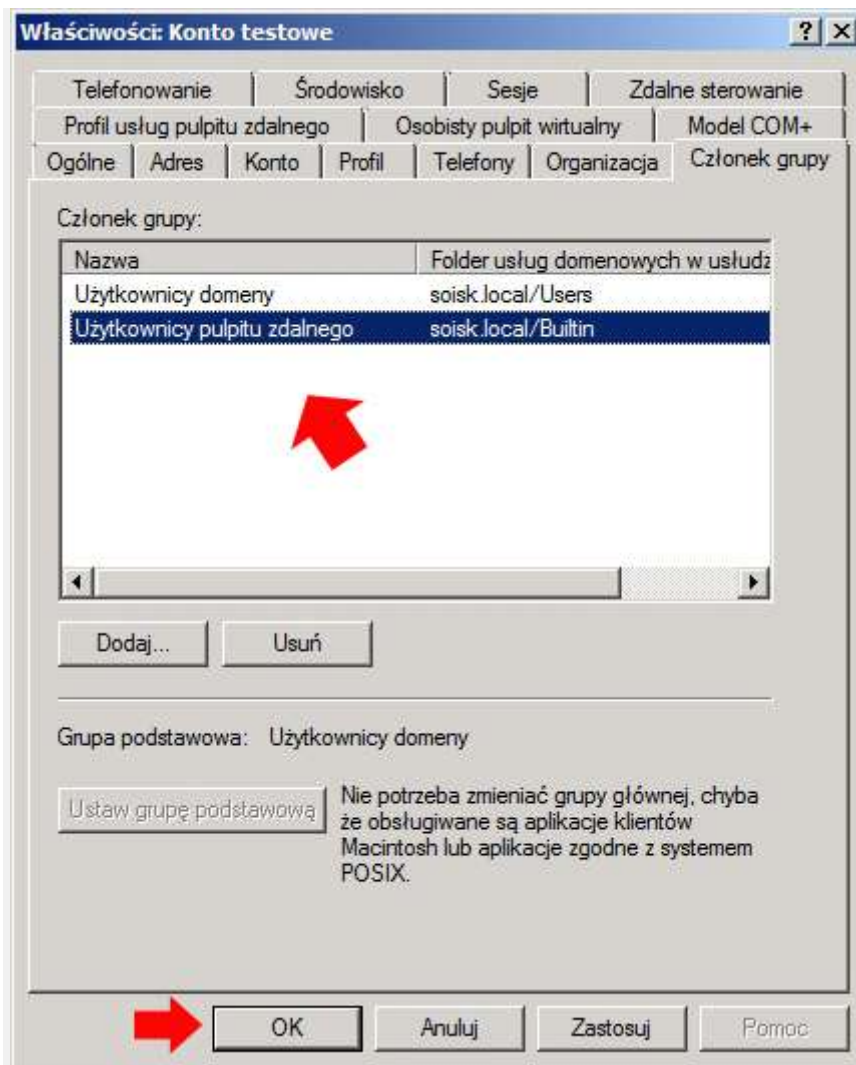 Właściwości: Konto testowe
Telefonowanie Środowisko Sesje Zdalne sterowanie
Profil usług pulpitu zdalnego Osobisty pulpit wirtualny Model COM+
Ogólne Adres Konto Profil Telefony Organizacja Członek grupy
Członek grupy:
Nazwa Folder usług domenowych w usłudz
Użytkownicy domeny soisk.local/Users
Użytkownicy pulpitu zdalnego soisk.local/Builtin
Dodaj... Usuń
Grupa podstawowa: Użytkownicy domeny
Ustaw grupę podstawową
Nie potrzeba zmieniać grupy głównej, chyba
że obsługiwane są aplikacje klientów
Macintosh lub aplikacje zgodne z systemem
POSIX.
OK Anuluj Zastosuj Pomoc